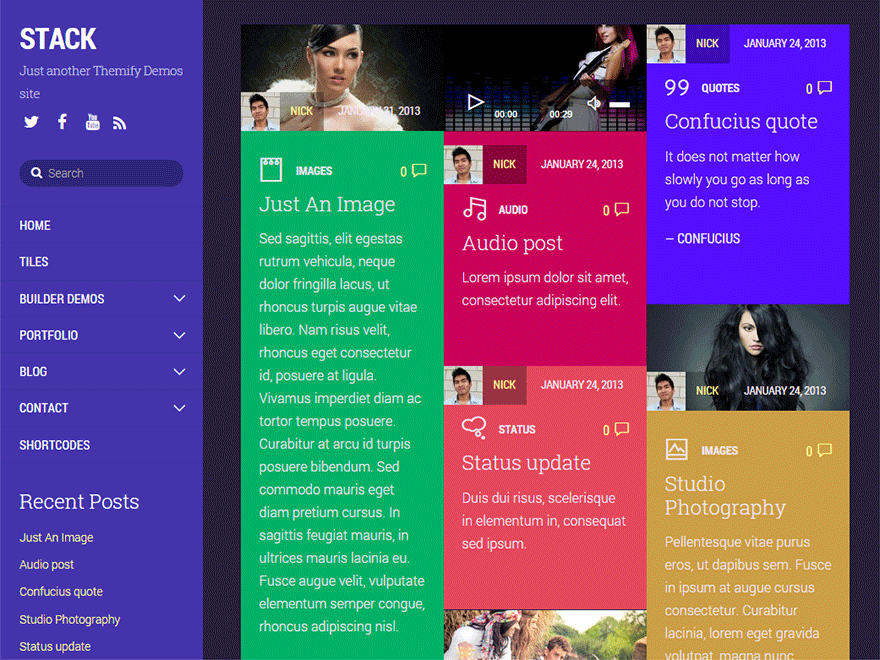 STACK
Just another Themify Demos
site
Search
HOME
TILES
BUILDER DEMOS
PORTFOLIO
BLOG
CONTACT
SHORTCODES
Recent Posts
Just An Image
Audio post
Confucius quote
Studio Photography
Status update
NICK JANUARY 31, 2013
IMAGES 0
Just An Image
Sed sagittis, elit egestas
rutrum vehicula, neque
dolor fringilla lacus, ut
rhoncus turpis augue vitae
libero. Nam risus velit,
rhoncus eget consectetur
id, posuere at ligula.
Vivamus imperdiet diam ac
tortor tempus posuere.
Curabitur at arcu id turpis
posuere bibendum. Sed
commodo mauris eget
diam pretium cursus. In
sagittis feugiat mauris, in
ultrices mauris lacinia eu.
Fusce augue velit, vulputate
elementum semper congue,
rhoncus adipiscing nisl.
00:00 00:29
NICK JANUARY 24, 2013
AUDIO 0
Audio post
Lorem ipsum dolor sit amet,
consectetur adipiscing elit.
NICK JANUARY 24, 2013
STATUS 0
Status update
Duis dui risus, scelerisque
in elementum in, consequat
sed ipsum.
NICK JANUARY 24, 2013
QUOTES 0
Confucius quote
It does not matter how
slowly you go as long as
you do not stop.
— CONFUCIUS
NICK JANUARY 24, 2013
IMAGES 0
Studio
Photography
Pellentesque vitae purus
eros, ut dapibus sem. Fusce
in ipsum at augue cursus
consectetur. Curabitur
lacinia, lorem eget gravida
volutpat, magna nunc